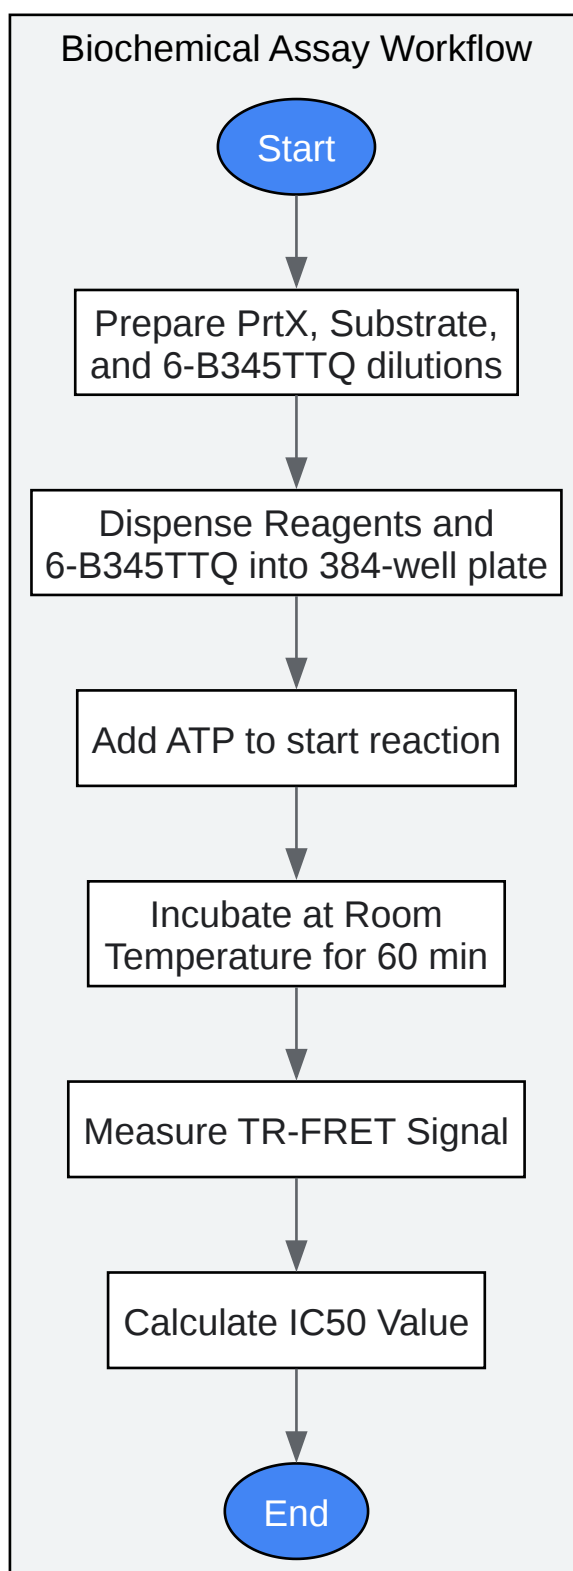 Biochemical Assay Workflow
Start
Prepare PrtX, Substrate,
and 6-B345TTQ dilutions
Dispense Reagents and
6-B345TTQ into 384-well plate
Add ATP to start reaction
Incubate at Room
Temperature for 60 min
Measure TR-FRET Signal
Calculate IC50 Value
End